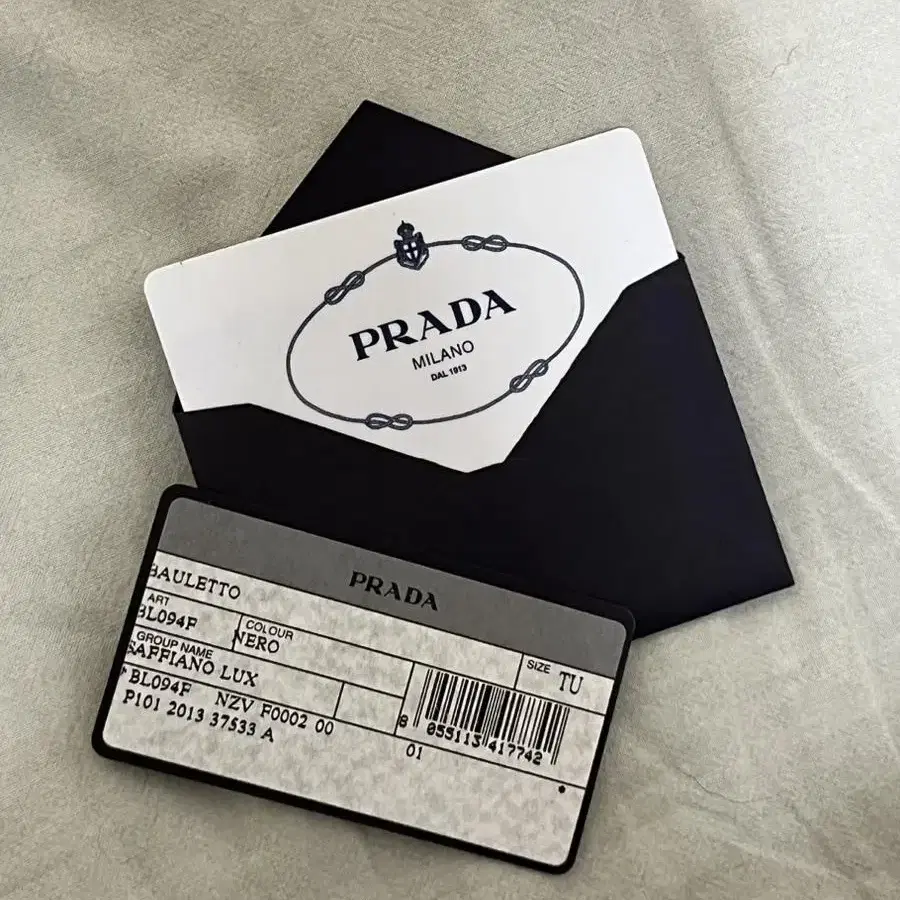 PRADA
MILANO
DAL 1913
PRADA
BAULETTO
ART
BL094F
COLOUR
NERO
SIZE
TU
GROUP NAME
SAFFIANO LUX
BL094F NZV F0002 00
P101 2013 37533 A
8 055115 417742
01